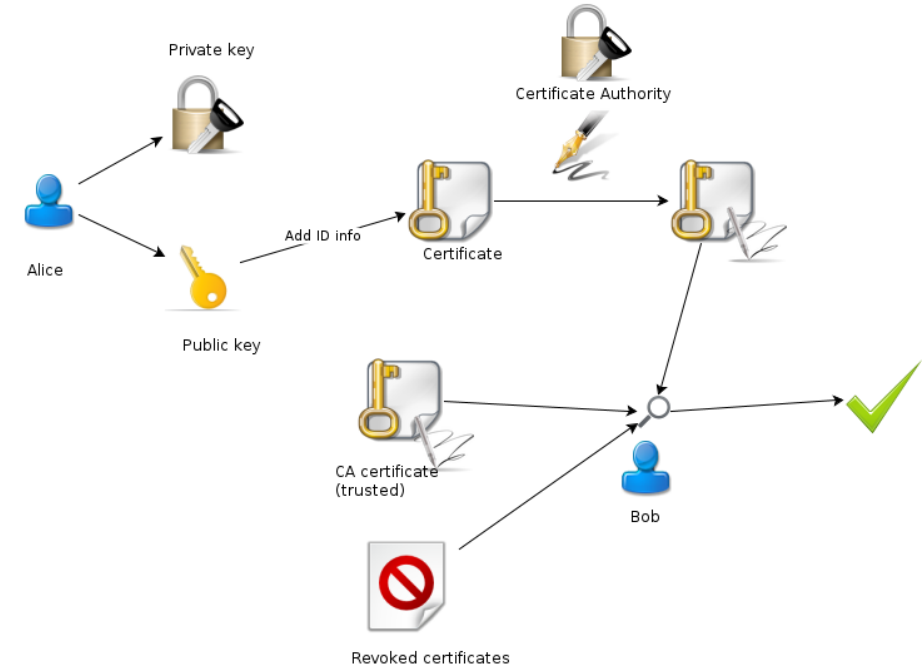 Private key
Certificate Authority
Alice
Add ID info
Certificate
Public key
CA certificate
(trusted)
Bob
Revoked certificates